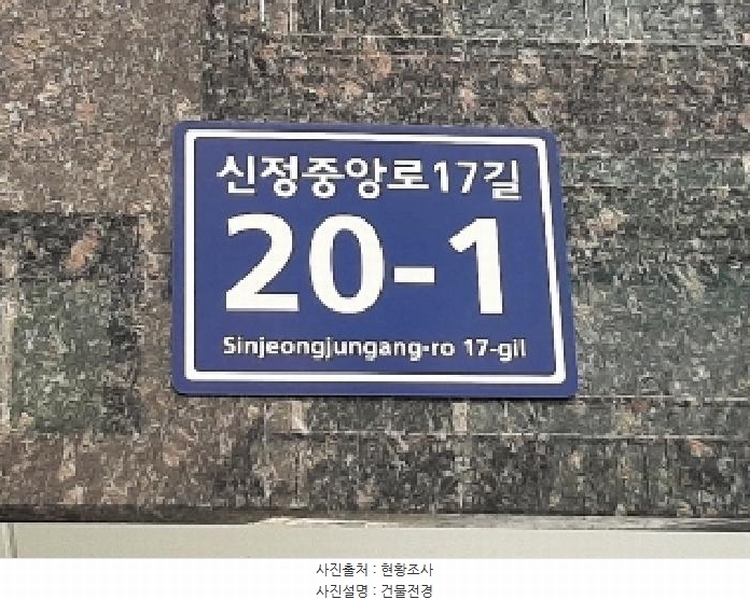 신정중앙로17길
20-1
Sinjeongjungang-ro 17-gil
사진출처 : 현황조사
사진설명 : 건물전경